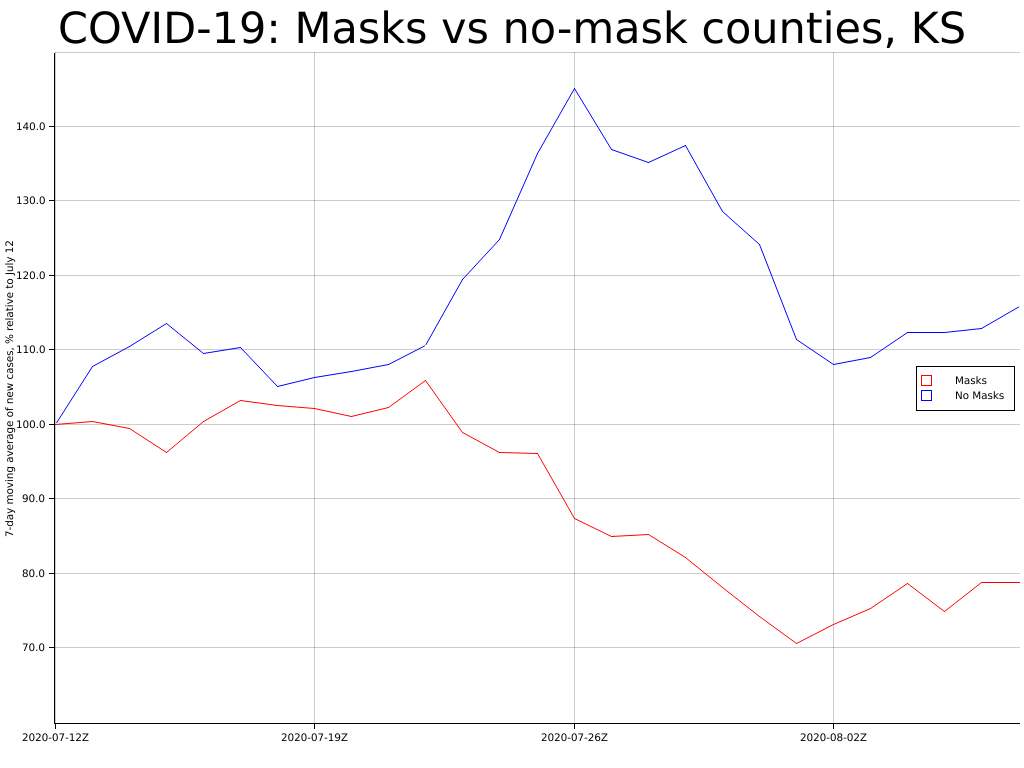 COVID-19: Masks vs no-mask counties, KS
7-day moving average of new cases, % relative to July 12
140.0
130.0
120.0
110.0
100.0
90.0
80.0
70.0
Masks
No Masks
2020-07-12Z
2020-07-19Z
2020-07-26Z
2020-08-02Z